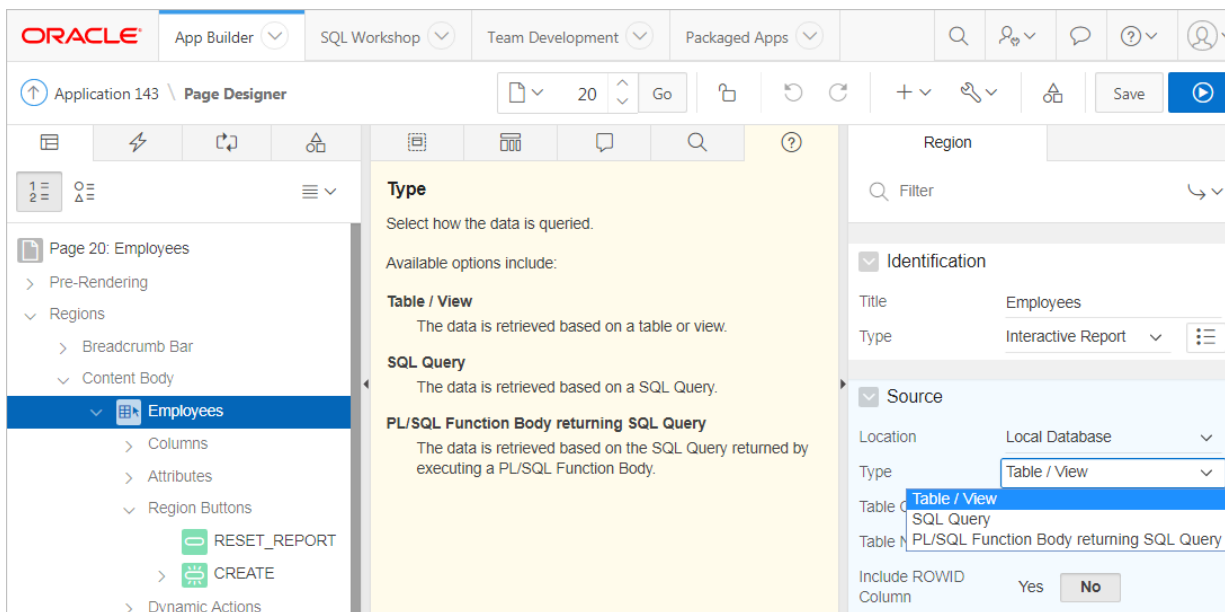 ORACLE
App Builder
SQL Workshop
Team Development
Packaged Apps
Application 143 \ Page Designer
20
Go
Save
1
2
Page 20: Employees
Pre-Rendering
Regions
Breadcrumb Bar
Content Body
Employees
Columns
Attributes
Region Buttons
RESET_REPORT
CREATE
Dynamic Actions
Type
Select how the data is queried.
Available options include:
Table / View
The data is retrieved based on a table or view.
SQL Query
The data is retrieved based on a SQL Query.
PL/SQL Function Body returning SQL Query
The data is retrieved based on the SQL Query returned by
executing a PL/SQL Function Body.
Region
Filter
Identification
Title Employees
Type Interactive Report
Source
Location Local Database
Type Table / View
Table
Table / View
SQL Query
Table
PL/SQL Function Body returning SQL Query
Include ROWID
Column
Yes No